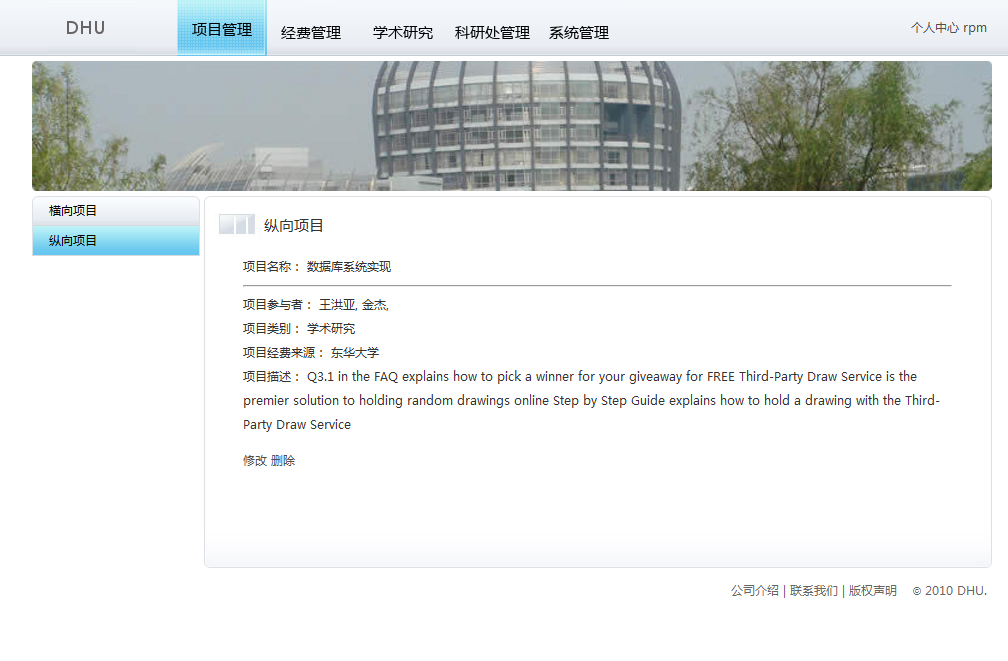 DHU
项目管理 经费管理 学术研究 科研处管理 系统管理
个人中心 rpm
横向项目
纵向项目
纵向项目
项目名称： 数据库系统实现
项目参与者： 王洪亚, 金杰,
项目类别： 学术研究
项目经费来源： 东华大学
项目描述： Q3.1 in the FAQ explains how to pick a winner for your giveaway for FREE Third-Party Draw Service is the
premier solution to holding random drawings online Step by Step Guide explains how to hold a drawing with the Third-
Party Draw Service
修改 删除
公司介绍 | 联系我们 | 版权声明 © 2010 DHU.